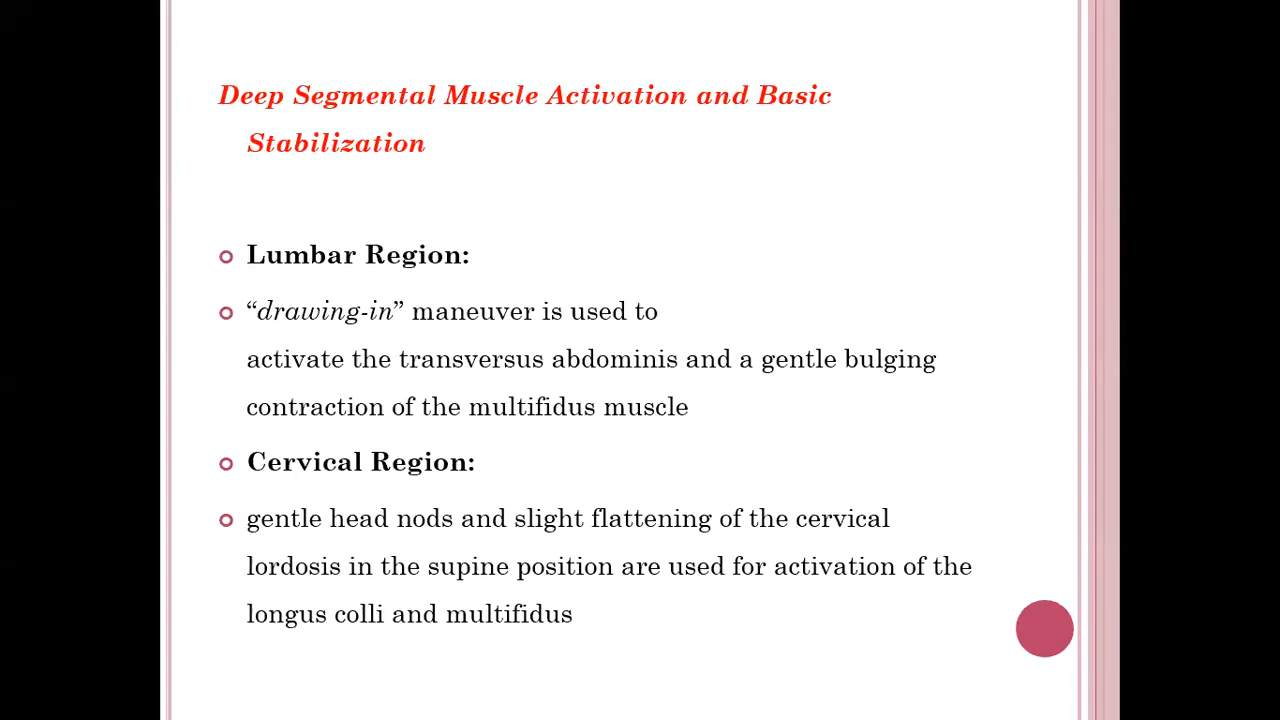 Deep Segmental Muscle Activation and Basic
Stabilization
Lumbar Region:
“drawing-in” maneuver is used to
activate the transversus abdominis and a gentle bulging
contraction of the multifidus muscle
Cervical Region:
gentle head nods and slight flattening of the cervical
lordosis in the supine position are used for activation of the
longus colli and multifidus